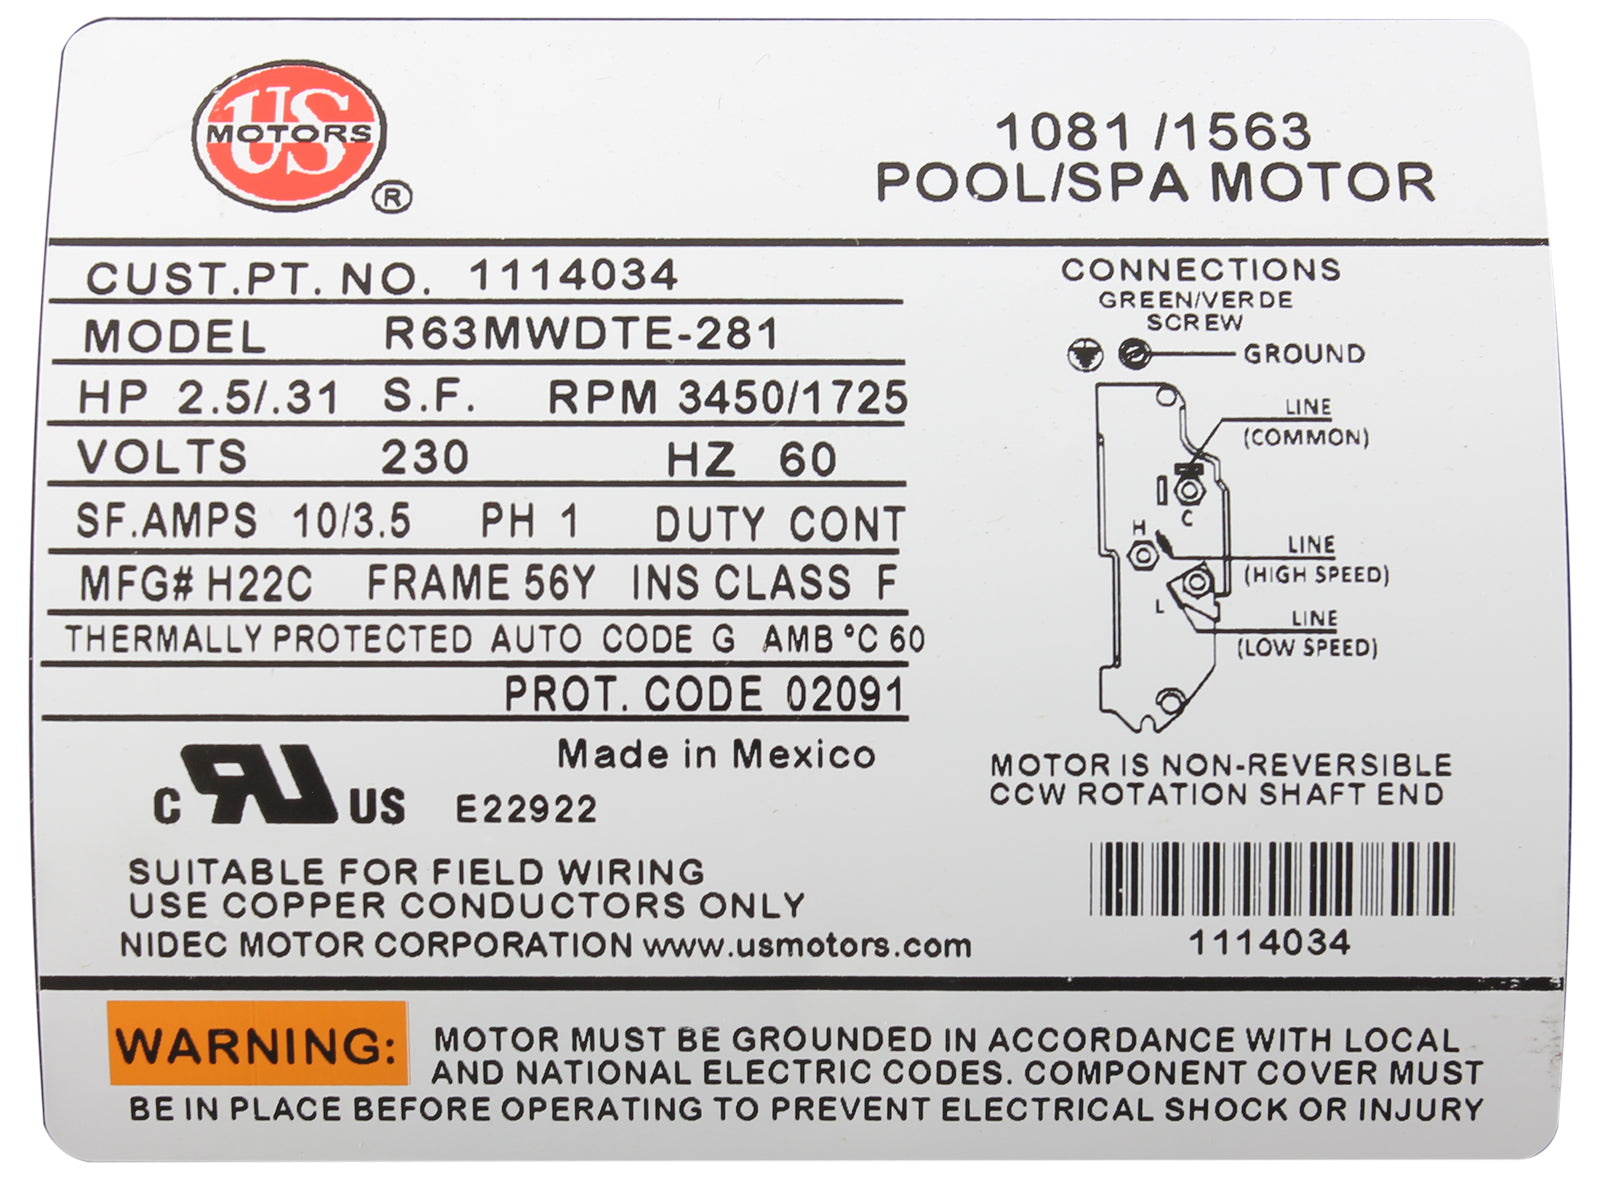 US
MOTORS
®
1081 /1563
POOL/SPA MOTOR
CUST.PT. NO. 1114034
MODEL R63MWDTE-281
HP 2.5/.31 S.F. RPM 3450/1725
VOLTS 230 HZ 60
SF.AMPS 10/3.5 PH 1 DUTY CONT
MFG# H22C FRAME 56Y INS CLASS F
THERMALLY PROTECTED AUTO CODE G AMB °C 60
PROT. CODE 02091
Made in Mexico
C RU US E22922
SUITABLE FOR FIELD WIRING
USE COPPER CONDUCTORS ONLY
NIDEC MOTOR CORPORATION www.usmotors.com
CONNECTIONS
GREEN/VERDE
SCREW
GROUND
LINE
(COMMON)
C
H
LINE
(HIGH SPEED)
L
LINE
(LOW SPEED)
MOTOR IS NON-REVERSIBLE
CCW ROTATION SHAFT END
1114034
WARNING: MOTOR MUST BE GROUNDED IN ACCORDANCE WITH LOCAL
AND NATIONAL ELECTRIC CODES. COMPONENT COVER MUST
BE IN PLACE BEFORE OPERATING TO PREVENT ELECTRICAL SHOCK OR INJURY